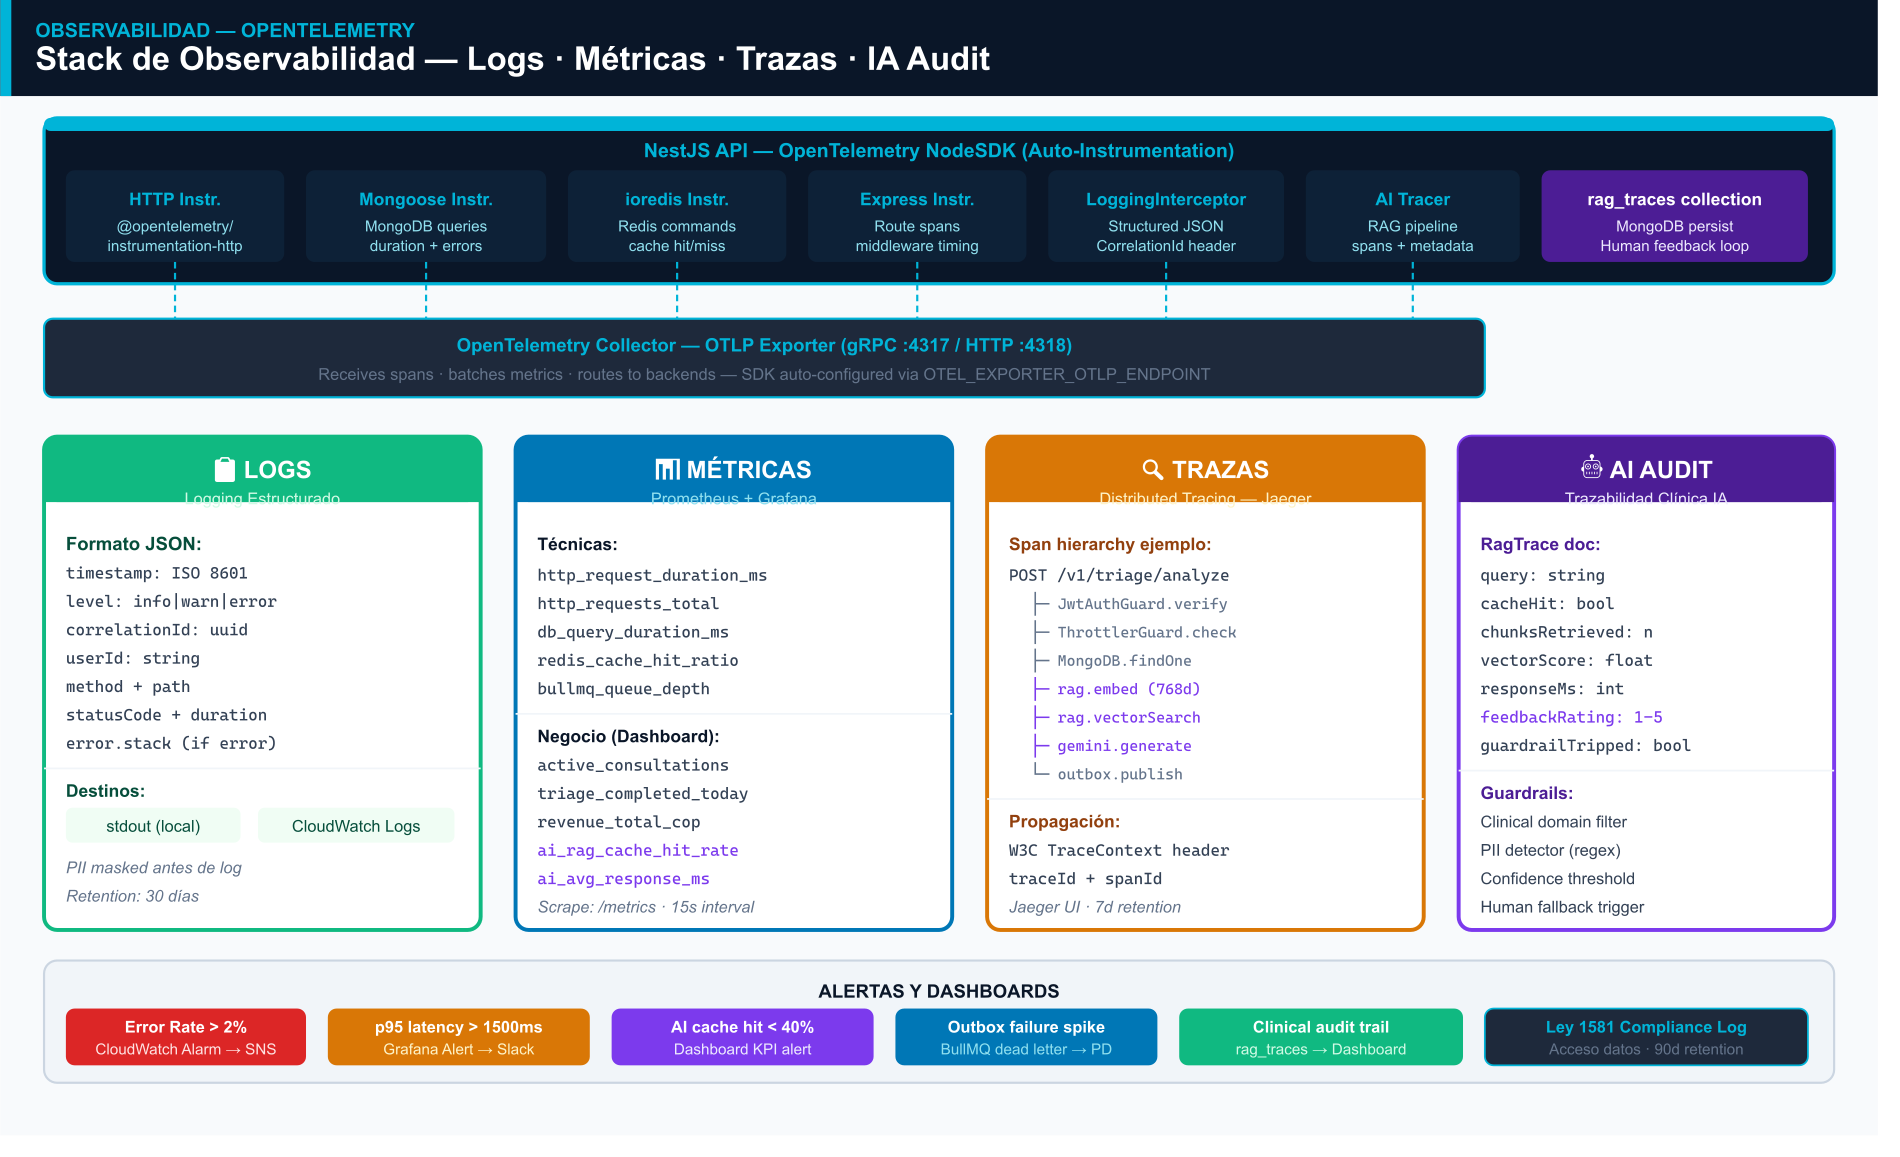 OBSERVABILIDAD — OPENTELEMETRY
Stack de Observabilidad — Logs · Métricas · Trazas · IA Audit
NestJS API — OpenTelemetry NodeSDK (Auto-Instrumentation)
HTTP Instr.
@opentelemetry/
instrumentation-http
Mongoose Instr.
MongoDB queries
duration + errors
ioredis Instr.
Redis commands
cache hit/miss
Express Instr.
Route spans
middleware timing
LoggingInterceptor
Structured JSON
CorrelationId header
AI Tracer
RAG pipeline
spans + metadata
rag_traces collection
MongoDB persist
Human feedback loop
OpenTelemetry Collector — OTLP Exporter (gRPC :4317 / HTTP :4318)
Receives spans · batches metrics · routes to backends — SDK auto-configured via OTEL_EXPORTER_OTLP_ENDPOINT
LOGS
Logging Estructurado
Formato JSON:
timestamp: ISO 8601
level: info|warn|error
correlationId: uuid
userId: string
method + path
statusCode + duration
error.stack (if error)
Destinos:
stdout (local)
CloudWatch Logs
PII masked antes de log
Retention: 30 días
MÉTRICAS
Prometheus + Grafana
Técnicas:
http_request_duration_ms
http_requests_total
db_query_duration_ms
redis_cache_hit_ratio
bullmq_queue_depth
Negocio (Dashboard):
active_consultations
triage_completed_today
revenue_total_cop
ai_rag_cache_hit_rate
ai_avg_response_ms
Scrape: /metrics · 15s interval
TRAZAS
Distributed Tracing — Jaeger
Span hierarchy ejemplo:
POST /v1/triage/analyze
├─ JwtAuthGuard.verify
├─ ThrottlerGuard.check
├─ MongoDB.findOne
├─ rag.embed (768d)
├─ rag.vectorSearch
├─ gemini.generate
└─ outbox.publish
Propagación:
W3C TraceContext header
traceId + spanId
Jaeger UI · 7d retention
AI AUDIT
Trazabilidad Clínica IA
RagTrace doc:
query: string
cacheHit: bool
chunksRetrieved: n
vectorScore: float
responseMs: int
feedbackRating: 1–5
guardrailTripped: bool
Guardrails:
Clinical domain filter
PII detector (regex)
Confidence threshold
Human fallback trigger
ALERTAS Y DASHBOARDS
Error Rate > 2%
CloudWatch Alarm → SNS
p95 latency > 1500ms
Grafana Alert → Slack
AI cache hit < 40%
Dashboard KPI alert
Outbox failure spike
BullMQ dead letter → PD
Clinical audit trail
rag_traces → Dashboard
Ley 1581 Compliance Log
Acceso datos · 90d retention